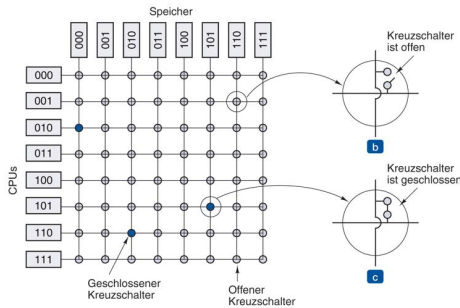 Speicher
000
001
010
011
100
101
110
111
CPUs
000
001
010
011
100
101
110
111
Kreuzschalter
ist offen
b
Kreuzschalter
ist geschlossen
c
Geschlossener
Kreuzschalter
Offener
Kreuzschalter